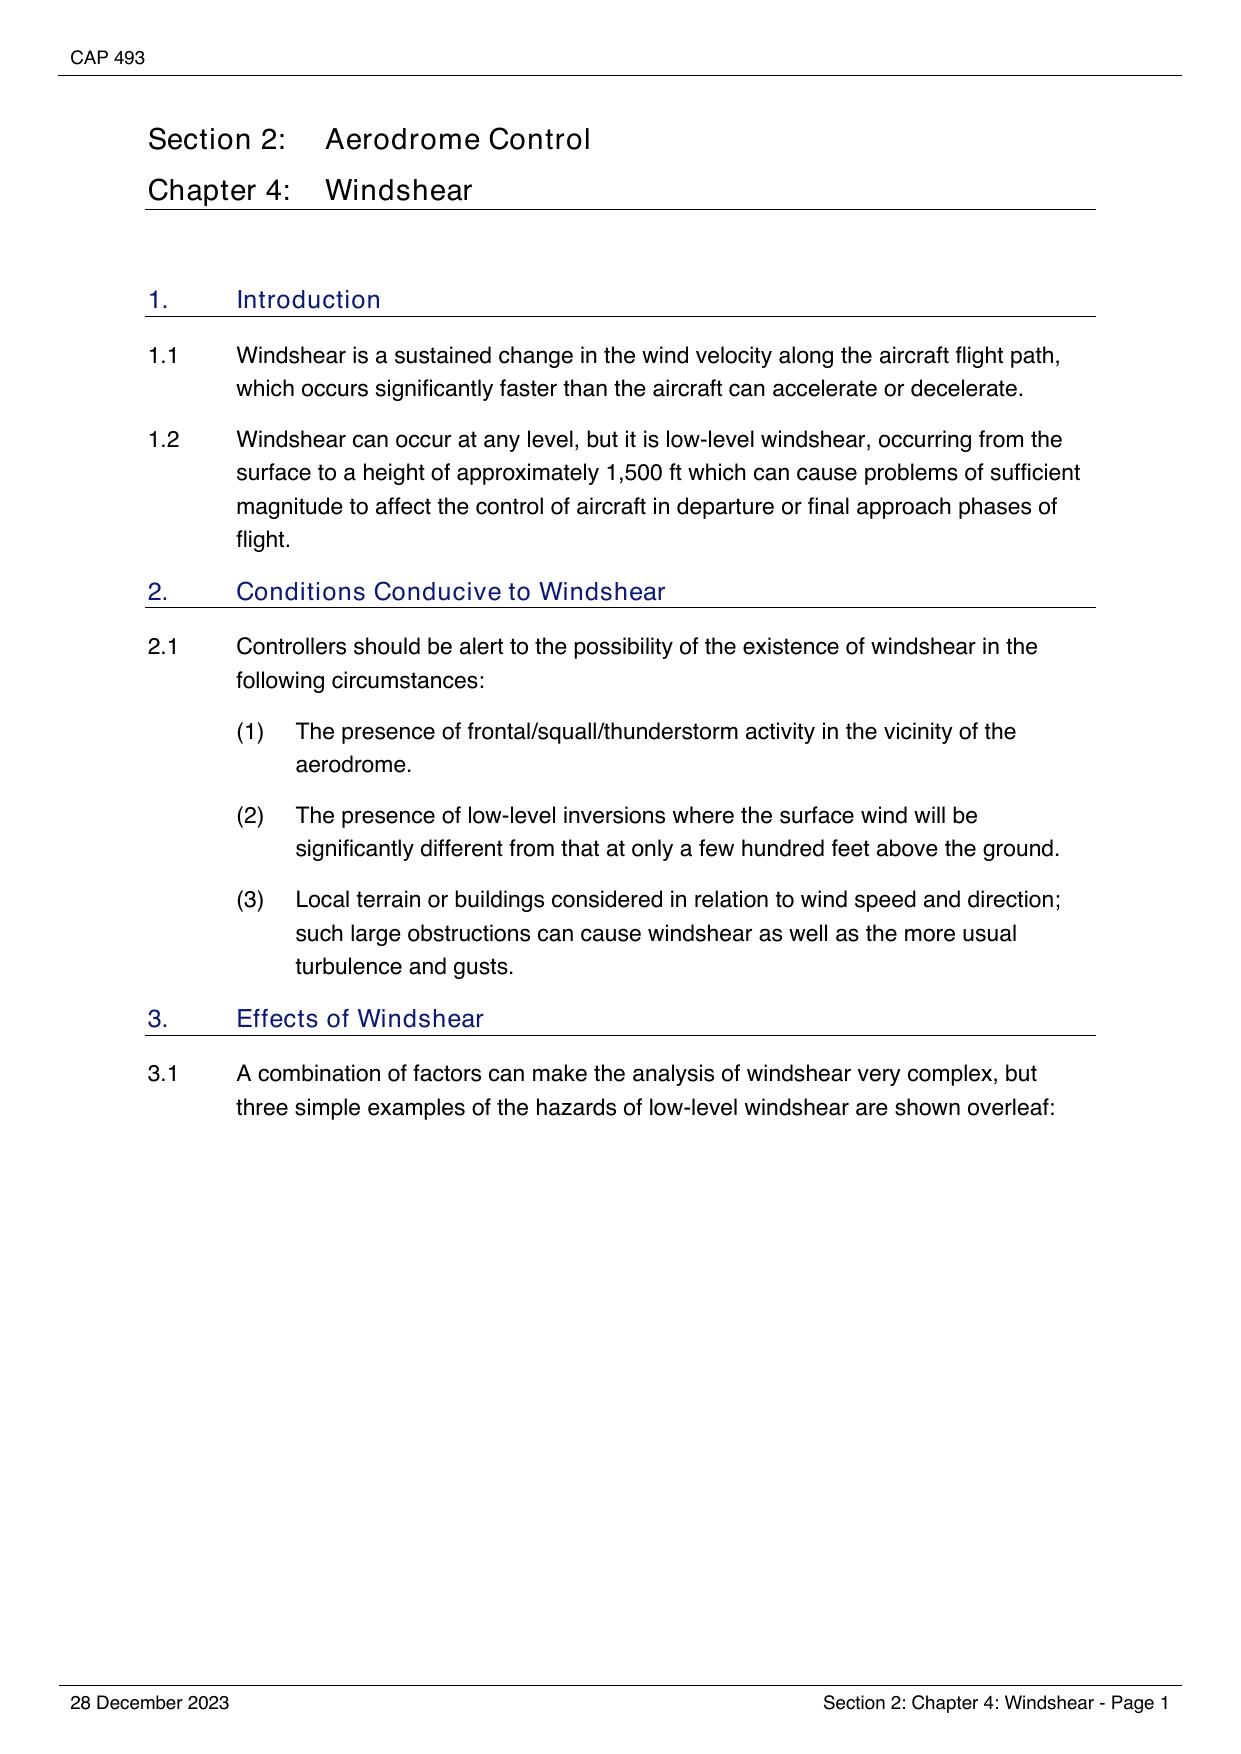 CAP 493
Section 2: Aerodrome Control
Chapter 4: Windshear
1. Introduction
1.1 Windshear is a sustained change in the wind velocity along the aircraft flight path,
which occurs significantly faster than the aircraft can accelerate or decelerate.
1.2 Windshear can occur at any level, but it is low-level windshear, occurring from the
surface to a height of approximately 1,500 ft which can cause problems of sufficient
magnitude to affect the control of aircraft in departure or final approach phases of
flight.
2. Conditions Conducive to Windshear
2.1 Controllers should be alert to the possibility of the existence of windshear in the
following circumstances:
(1) The presence of frontal/squall/thunderstorm activity in the vicinity of the
aerodrome.
(2) The presence of low-level inversions where the surface wind will be
significantly different from that at only a few hundred feet above the ground.
(3) Local terrain or buildings considered in relation to wind speed and direction;
such large obstructions can cause windshear as well as the more usual
turbulence and gusts.
3. Effects of Windshear
3.1 A combination of factors can make the analysis of windshear very complex, but
three simple examples of the hazards of low-level windshear are shown overleaf:
28 December 2023 Section 2: Chapter 4: Windshear - Page 1